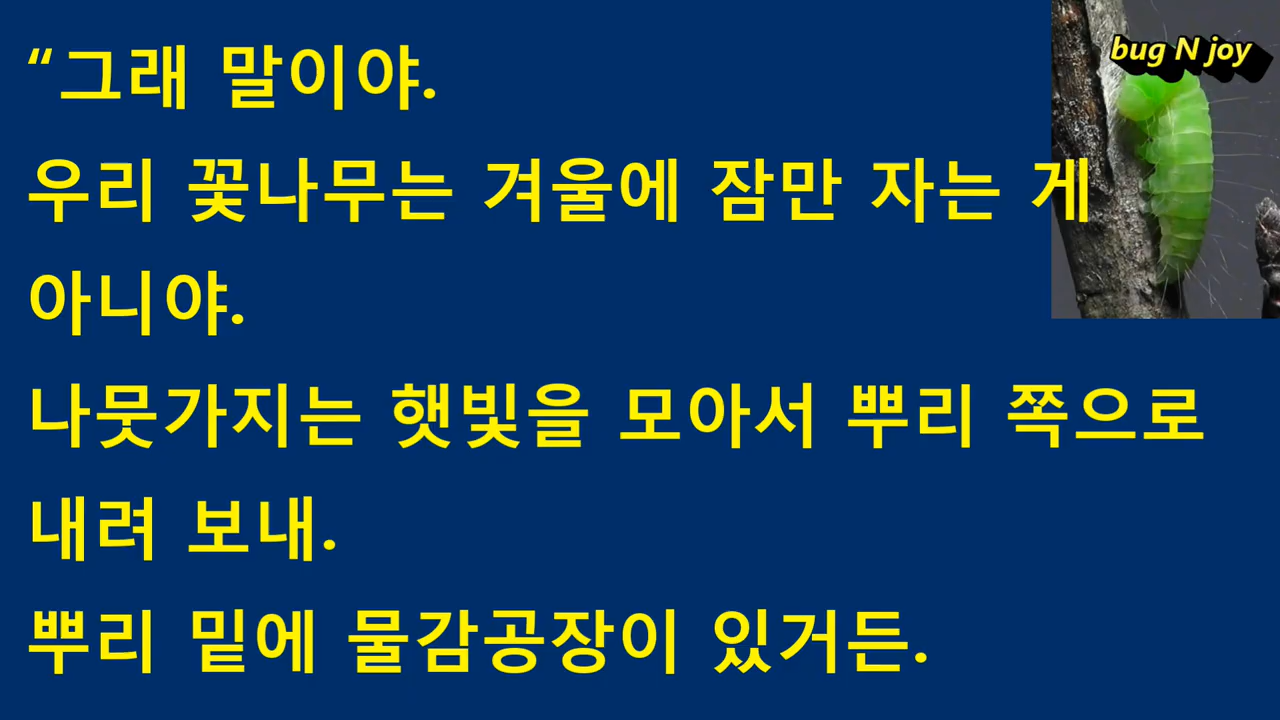 “그래 말이야.
bug N joy
우리 꽃나무는 겨울에 잠만 자는 게
아니야.
나뭇가지는 햇빛을 모아서 뿌리 쪽으로
내려 보내.
뿌리 밑에 물감공장이 있거든.